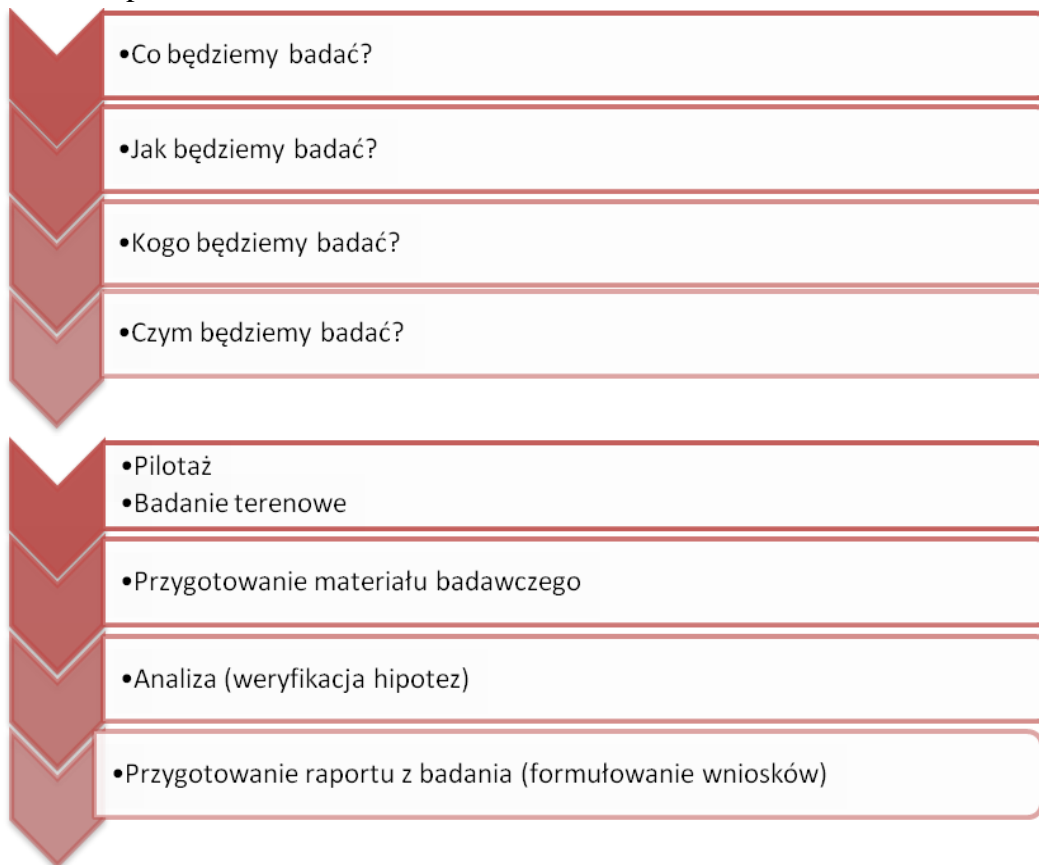 •Co będziemy badać?
•Jak będziemy badać?
•Kogo będziemy badać?
•Czym będziemy badać?
•Pilotaż
•Badanie terenowe
•Przygotowanie materiału badawczego
•Analiza (weryfikacja hipotez)
•Przygotowanie raportu z badania (formułowanie wniosków)